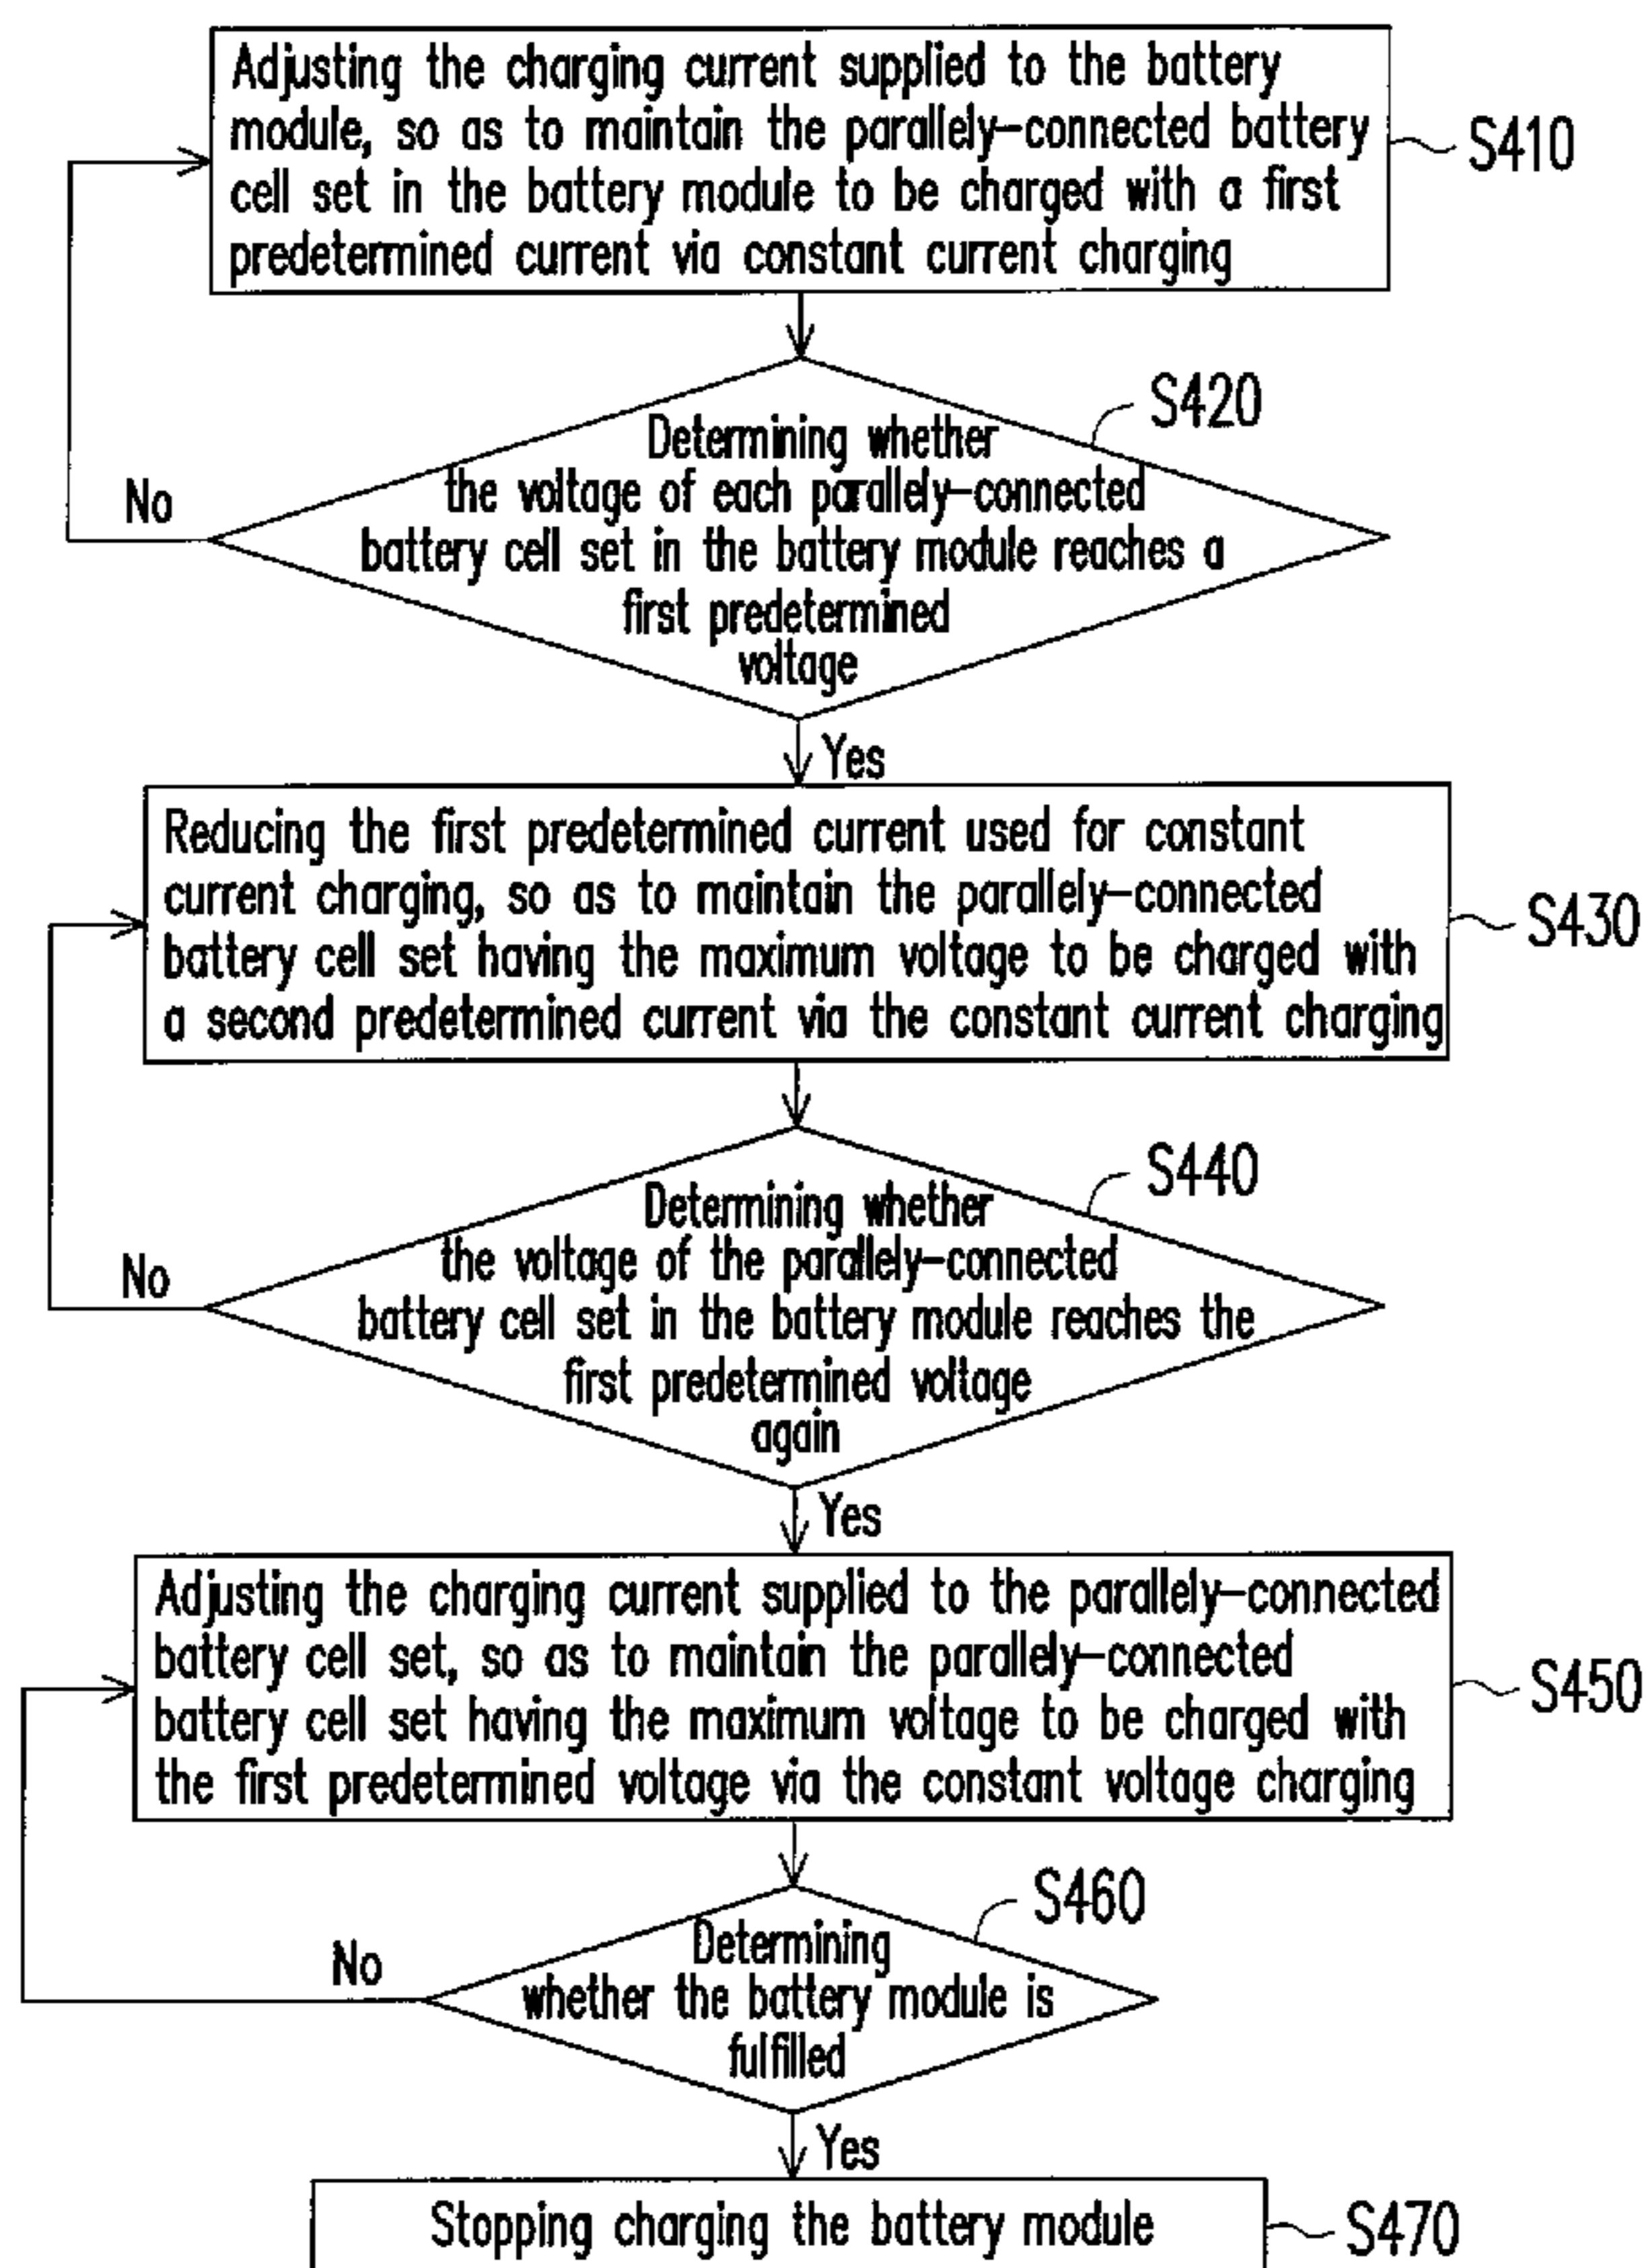 Adjusting the charging current supplied to the battery
module, so as to maintain the parallely-connected battery
cell set in the battery module to be charged with a first
predetermined current via constant current charging
S410
S420
Determining whether
the voltage of each parallely-connected
battery cell set in the battery module reaches a
first predetermined
voltage
No
Yes
Reducing the first predetermined current used for constant
current charging, so as to maintain the parallely-connected
battery cell set having the maximum voltage to be charged with
a second predetermined current via the constant current charging
S430
S440
Determining whether
the voltage of the parallely-connected
battery cell set in the battery module reaches the
first predetermined voltage
again
No
Yes
Adjusting the charging current supplied to the parallely-connected
battery cell set, so as to maintain the parallely-connected
battery cell set having the maximum voltage to be charged with
the first predetermined voltage via the constant voltage charging
S450
S460
Determining
whether the battery module is
fulfilled
No
Yes
Stopping charging the battery module
S470